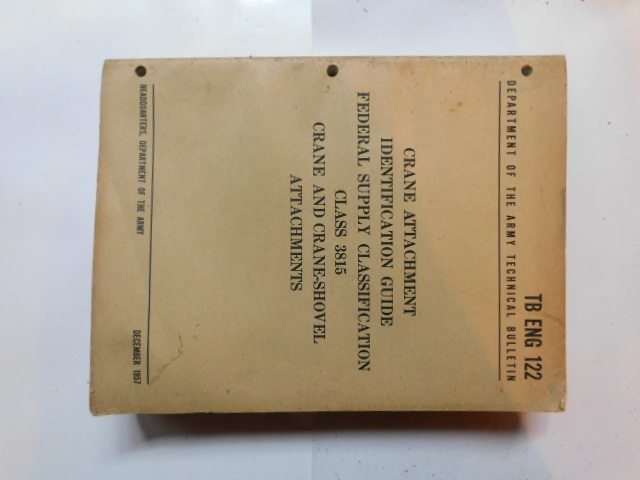 TB ENG 122
DEPARTMENT OF THE ARMY TECHNICAL BULLETIN
CRANE ATTACHMENT
IDENTIFICATION GUIDE
FEDERAL SUPPLY CLASSIFICATION
CLASS 3815
CRANE AND CRANE-SHOVEL
ATTACHMENTS
HEADQUARTERS, DEPARTMENT OF THE ARMY
DECEMBER 1957